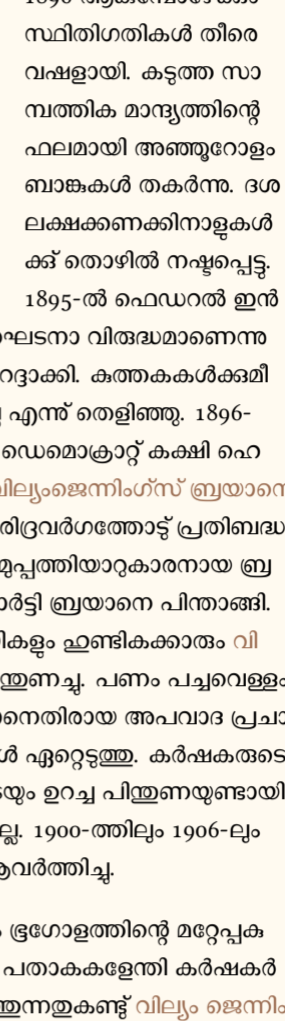 സ്ഥിതിഗതികൾ തീരെ
വഷളായി. കടുത്ത സാ
മ്പത്തിക മാന്ദ്യത്തിന്റെ
ഫലമായി അഞ്ഞൂറോളം
ബാങ്കുകൾ തകർന്നു. ദശ
ലക്ഷക്കണക്കിനാളുകൾ
ക്കു് തൊഴിൽ നഷ്ടപ്പെട്ടു.
1895-ൽ ഫെഡറൽ ഇൻ
ഘടനാ വിരുദ്ധമാണെന്നു
റദ്ദാക്കി. കുത്തകകൾക്കുമീ
എന്നു് തെളിഞ്ഞു. 1896-
ഡെമൊക്രാറ്റ് കക്ഷി ഹെ
വില്യംജെന്നിംഗ്സ് ബ്രയാനെ
രിദ്രവർഗത്തോടു് പ്രതിബദ്ധ
മുപ്പത്തിയാറുകാരനായ ബ്ര
ർട്ടി ബ്രയാനെ പിന്താങ്ങി.
ികളും ഹുണ്ടികക്കാരും വി
ന്തുണച്ചു. പണം പച്ചവെള്ളം
നെതിരായ അപവാദ പ്രചാ
ൾ ഏറ്റെടുത്തു. കർഷകരുടെ
യും ഉറച്ച പിന്തുണയുണ്ടായി
ല്ല. 1900-ത്തിലും 1906-ലും
ആവർത്തിച്ചു.
ഭൂഗോളത്തിന്റെ മറ്റേപ്പകു
പതാകകളേന്തി കർഷകർ
ന്തുന്നതുകണ്ടു് വില്യം ജെന്നിം